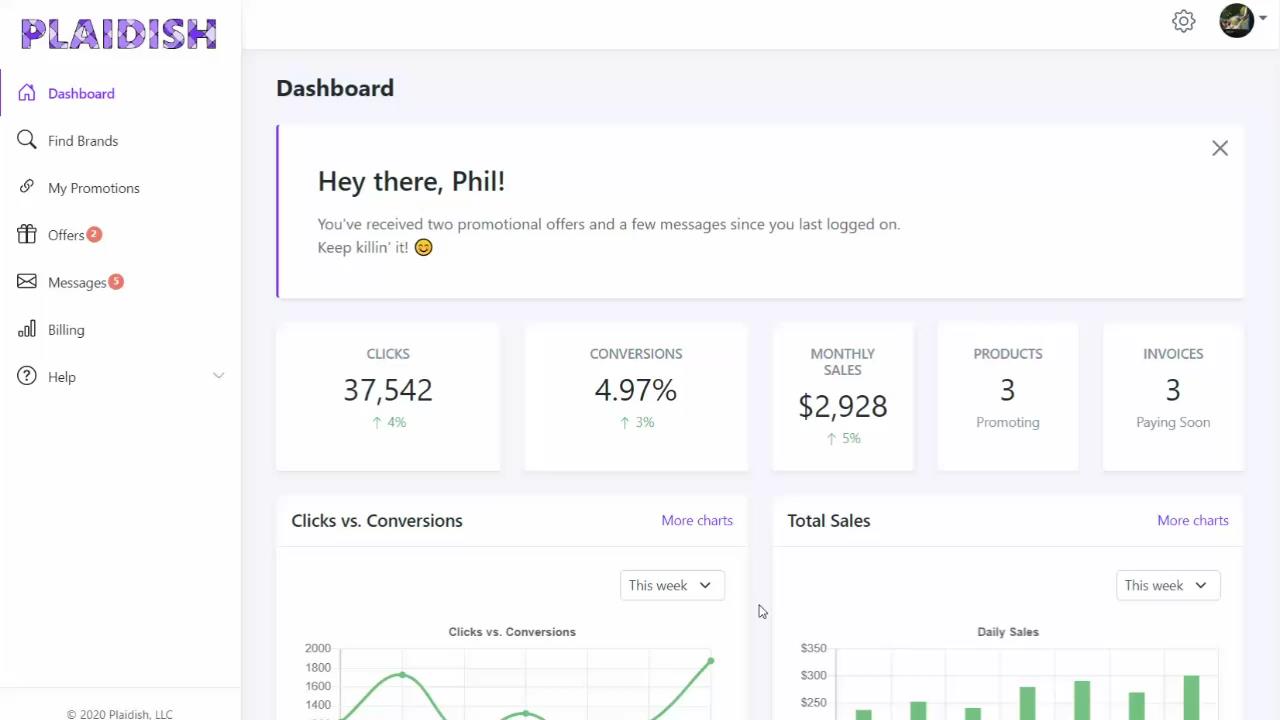 PLAIDISH
Dashboard
Find Brands
My Promotions
Offers 2
Messages 5
Billing
Help
© 2020 Plaidish, LLC
Dashboard
Hey there, Phil!
You've received two promotional offers and a few messages since you last logged on.
Keep killin' it! 😊
CLICKS
37,542
↑ 4%
CONVERSIONS
4.97%
↑ 3%
MONTHLY
SALES
$2,928
↑ 5%
PRODUCTS
3
Promoting
INVOICES
3
Paying Soon
Clicks vs. Conversions
More charts
This week
Clicks vs. Conversions
2000
1800
1600
1400
Total Sales
More charts
This week
Daily Sales
$350
$300
$250